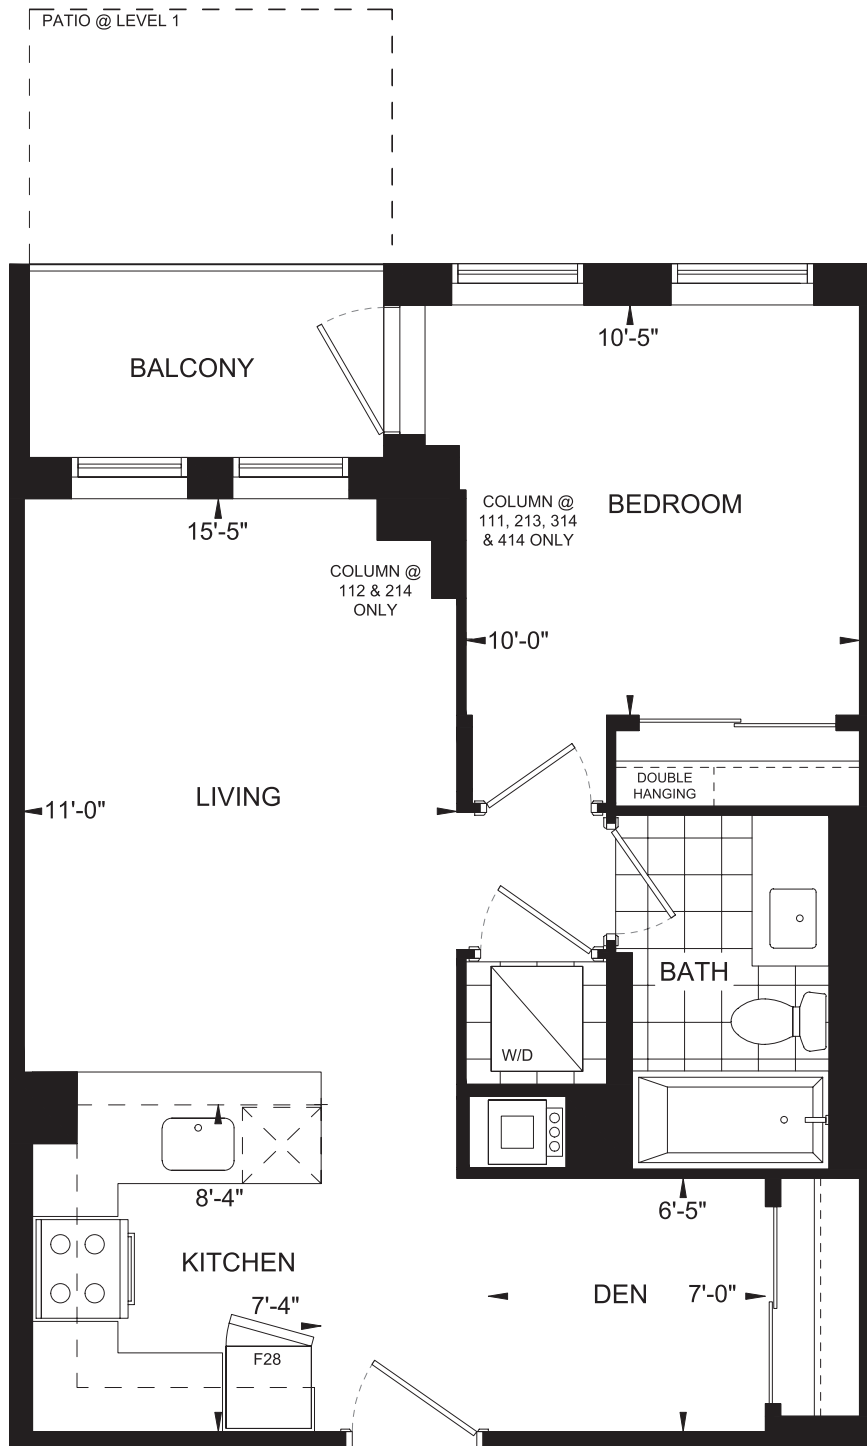 PATIO @ LEVEL 1
10'-5"
BALCONY
COLUMN @
111, 213, 314
& 414 ONLY
BEDROOM
15'-5"
COLUMN @
112 & 214
ONLY
10'-0"
DOUBLE
HANGING
LIVING
11'-0"
BATH
W/D
8'-4"
6'-5"
KITCHEN
DEN
7'-0"
7'-4"
F28